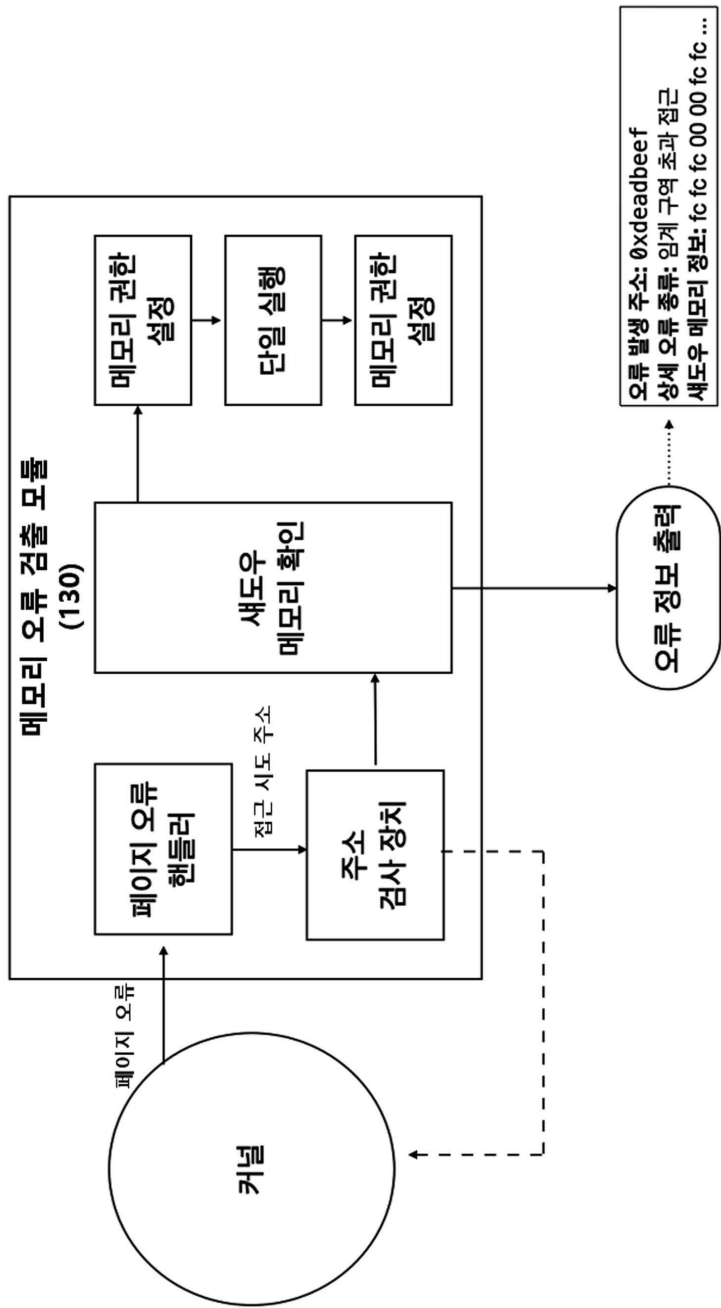 메모리 오류 검출 모듈
(130)
페이지 오류
커널
페이지 오류
핸들러
접근 시도 주소
주소
검사 장치
섀도우
메모리 확인
메모리 권한
설정
단일 실행
메모리 권한
설정
오류 정보 출력
오류 발생 주소: 0xdeadbeef
상세 오류 종류: 임계 구역 초과 접근
섀도우 메모리 정보: fc fc fc 00 00 fc fc ...